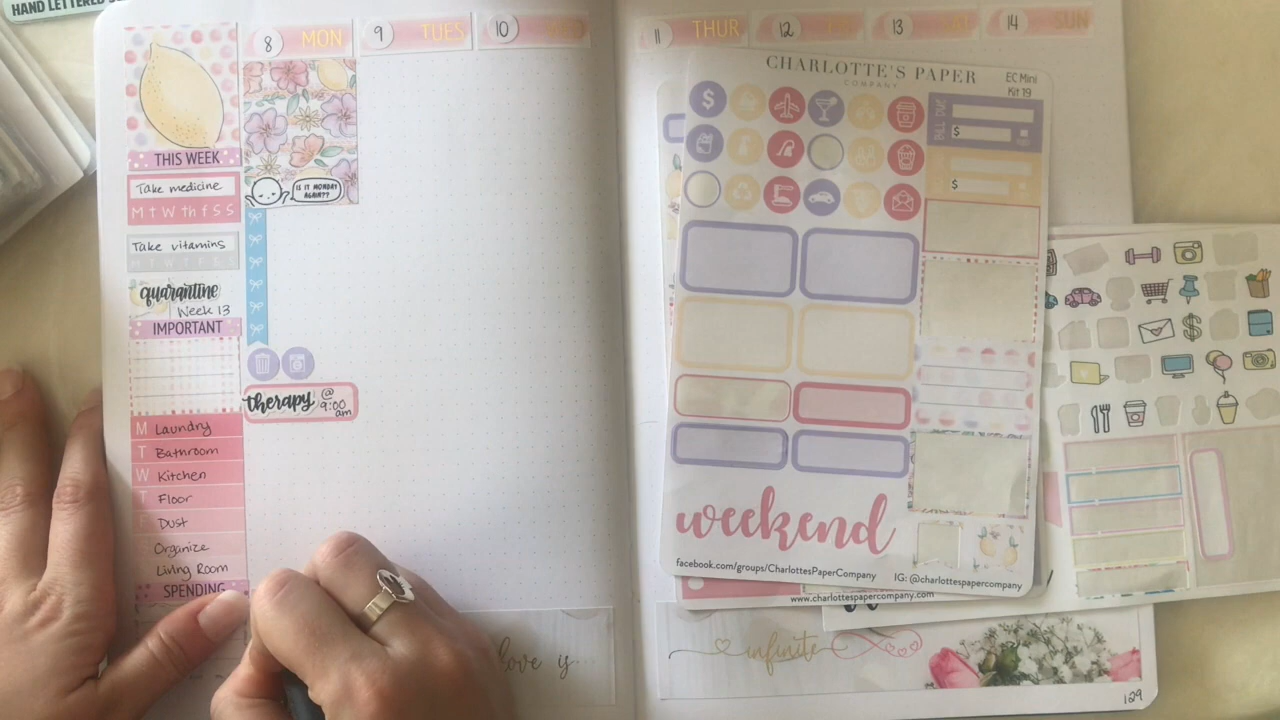 HAND LETTERED
8 MON
9 TUES
10
11 THUR
12
13
14 SUN
THIS WEEK
Take medicine
M T W Th f S S
Take vitamins
M T W Th f S S
quarantine
Week 13
IMPORTANT
M Laundry
T Bathroom
W Kitchen
T Floor
F Dust
Organize
Living Room
SPENDING
IS IT MONDAY
AGAIN??
therapy @
9:00
am
love
CHARLOTTE'S PAPER
COMPANY
EC Mini
Kit 19
$
BILL DUE
$
$
weekend
facebook.com/groups/CharlottesPaperCompany
IG: @charlottespapercompany
www.charlottespapercompany.com
$
infinite
129